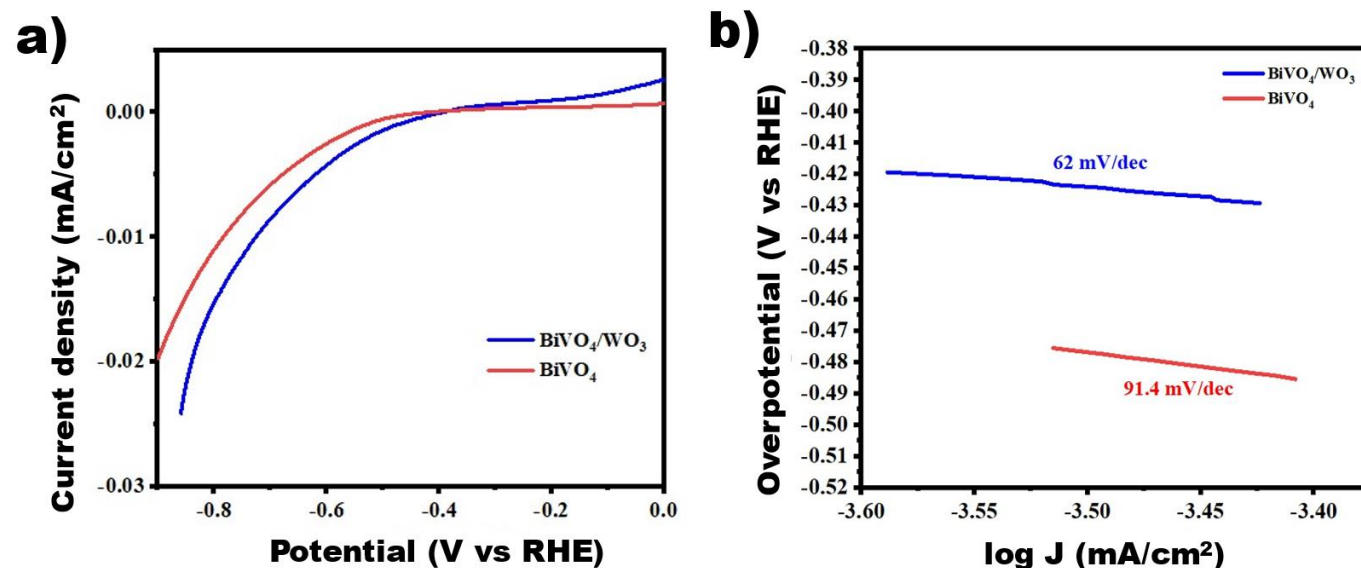 a)
Current density (mA/cm²)
0.00
-0.01
-0.02
-0.03
BiVO₄/WO₃
BiVO₄
-0.8
-0.6
-0.4
-0.2
0.0
Potential (V vs RHE)
b)
Overpotential (V vs RHE)
-0.38
-0.39
-0.40
-0.41
-0.42
-0.43
-0.44
-0.45
-0.46
-0.47
-0.48
-0.49
-0.50
-0.51
-0.52
BiVO₄/WO₃
BiVO₄
62 mV/dec
91.4 mV/dec
-3.60
-3.55
-3.50
-3.45
-3.40
log J (mA/cm²)